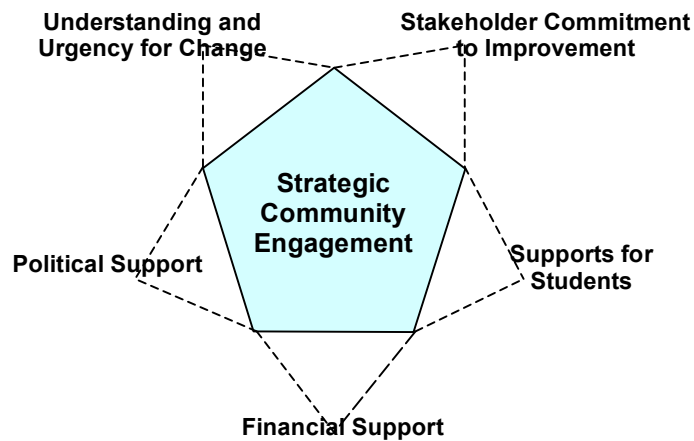 Understanding and
Urgency for Change
Stakeholder Commitment
to Improvement
Strategic
Community
Engagement
Political Support
Supports for
Students
Financial Support